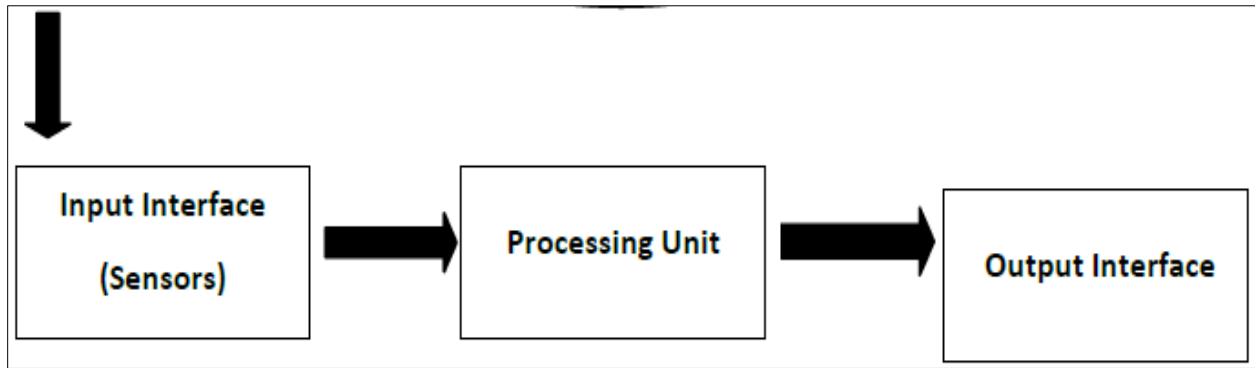 Input Interface
(Sensors)
Processing Unit
Output Interface